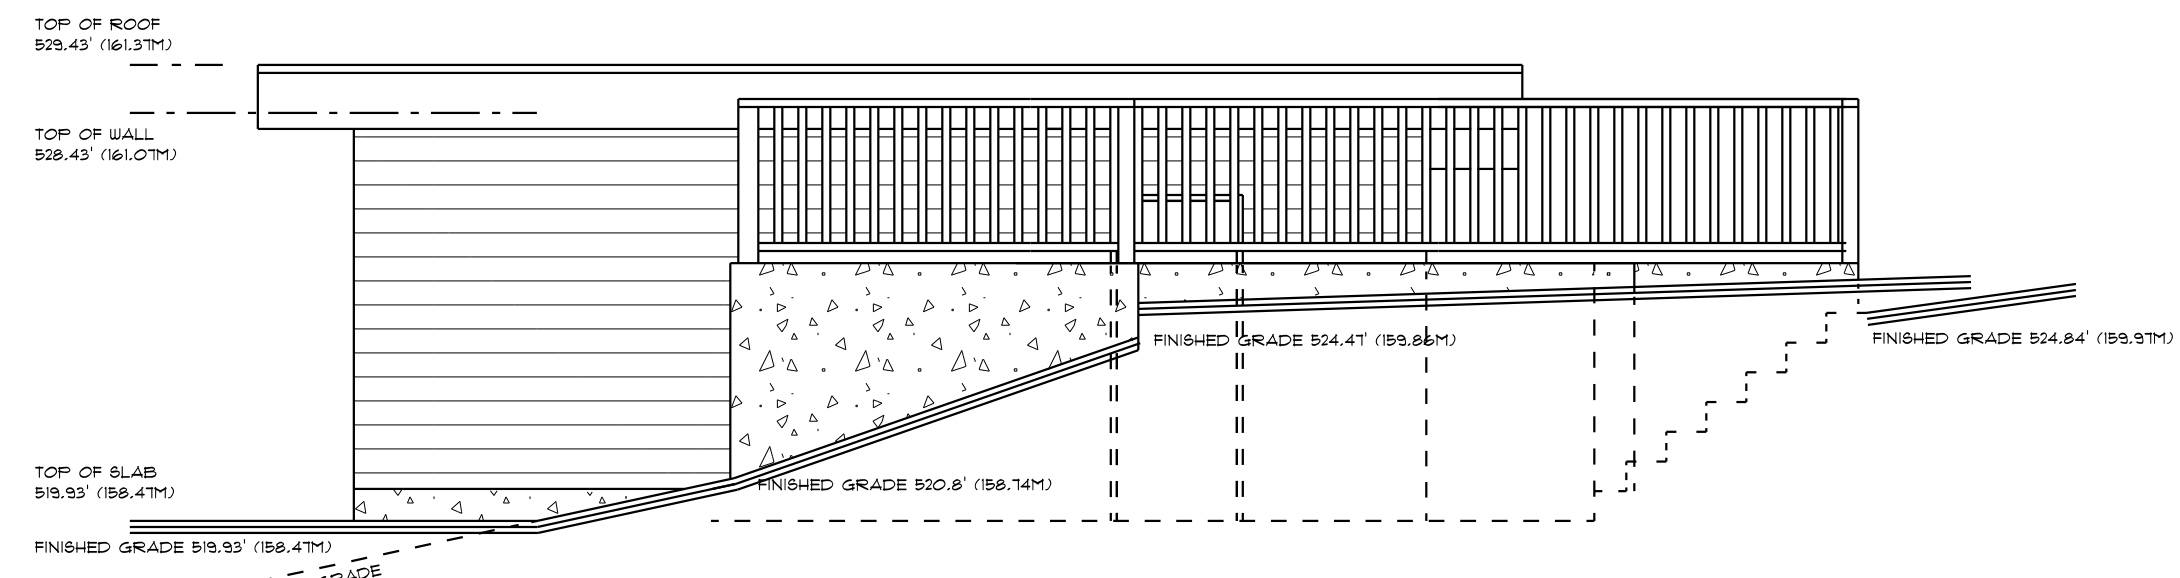 TOP OF ROOF
529.43' (161.37M)
TOP OF WALL
528.43' (161.07M)
FINISHED GRADE 524.47' (159.86M)
FINISHED GRADE 524.84' (159.97M)
TOP OF SLAB
519.93' (158.47M)
FINISHED GRADE 520.8' (158.74M)
FINISHED GRADE 519.93' (158.47M)